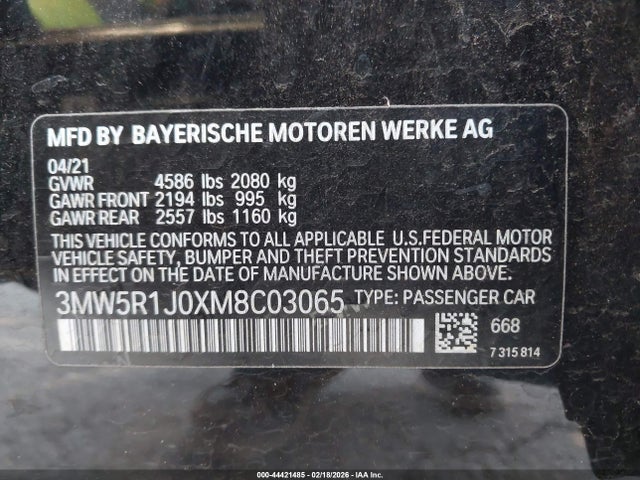 MFD BY BAYERISCHE MOTOREN WERKE AG
04/21
GVWR 4586 lbs 2080 kg
GAWR FRONT 2194 lbs 995 kg
GAWR REAR 2557 lbs 1160 kg
THIS VEHICLE CONFORMS TO ALL APPLICABLE U.S.FEDERAL MOTOR
VEHICLE SAFETY, BUMPER AND THEFT PREVENTION STANDARDS
IN EFFECT ON THE DATE OF MANUFACTURE SHOWN ABOVE.
3MW5R1J0XM8C03065 TYPE: PASSENGER CAR
668
7 315 814
000-44421485 - 02/18/2026 - IAA Inc.